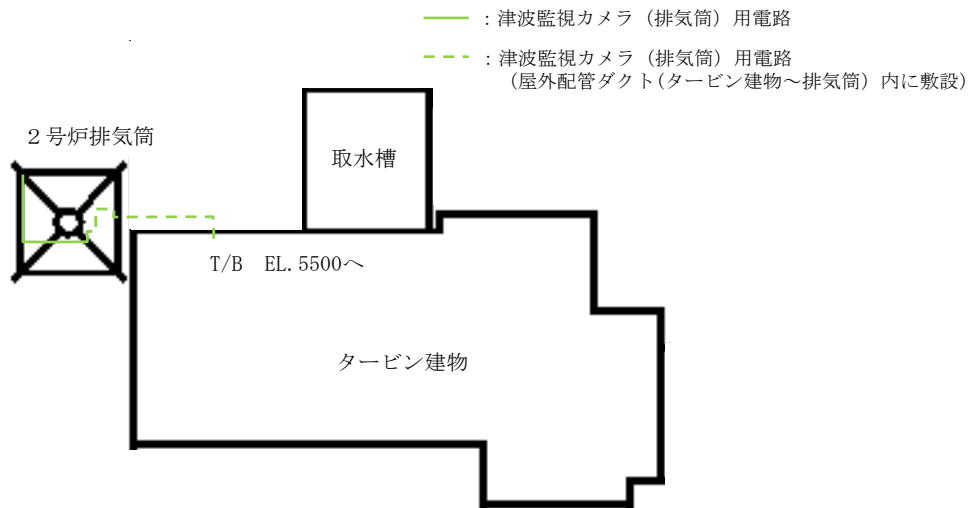 ：津波監視カメラ（排気筒）用電路
：津波監視カメラ（排気筒）用電路
（屋外配管ダクト(タービン建物～排気筒）内に敷設）
２号炉排気筒
取水槽
T/B　EL.5500へ
タービン建物